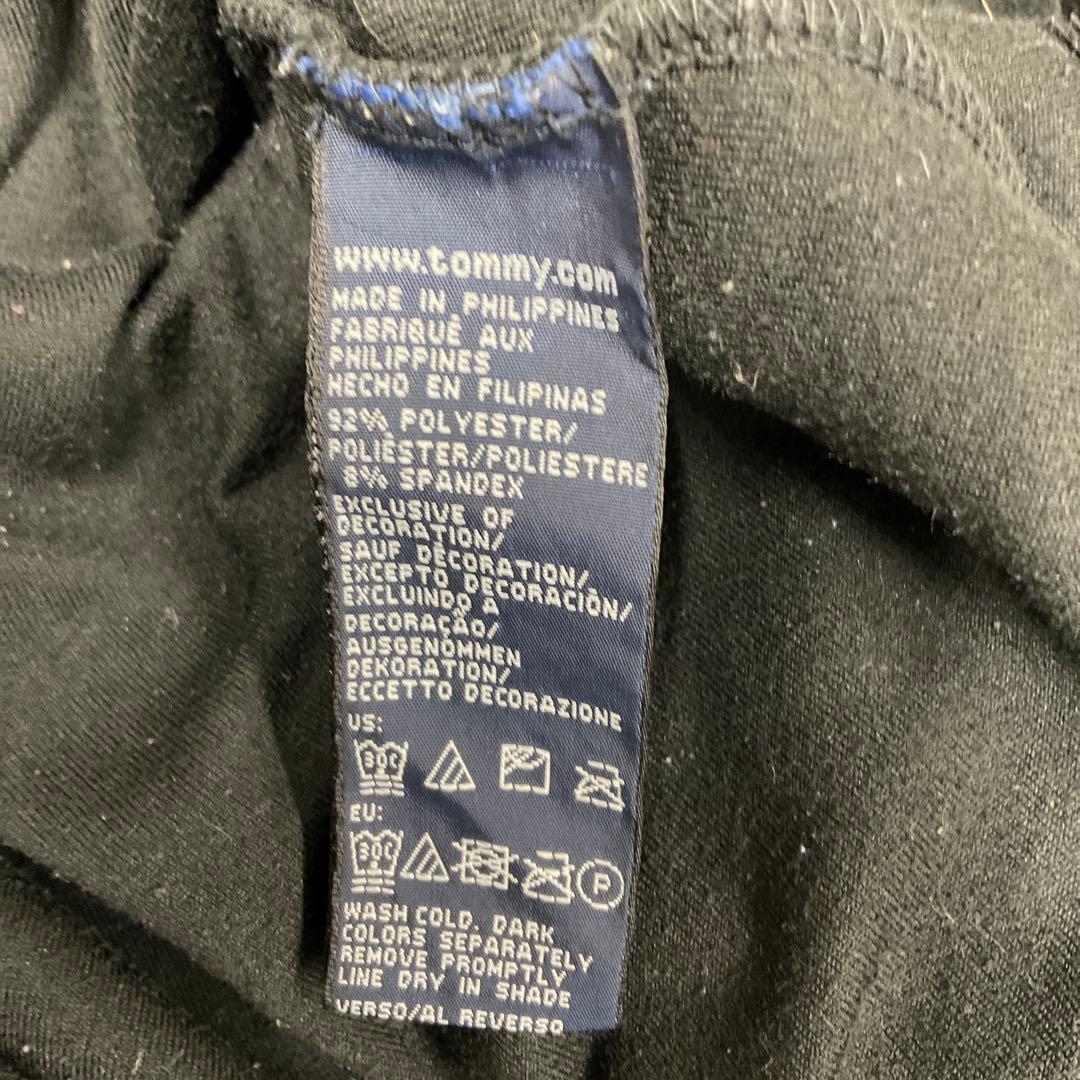 www.tommy.com
MADE IN PHILIPPINES
FABRIQUÉ AUX
PHILIPPINES
HECHO EN FILIPINAS
92% POLYESTER/
POLIÉSTER/POLIESTERE
8% SPANDEX
EXCLUSIVE OF
DECORATION/
SAUF DÉCORATION/
EXCEPTO DECORACIÓN/
EXCLUINDO A
DECORAÇÃO/
AUSGENOMMEN
DEKORATION/
ECCETTO DECORAZIONE
US:
30C
EU:
30C P
WASH COLD, DARK
COLORS SEPARATELY
REMOVE PROMPTLY
LINE DRY IN SHADE
VERSO/AL REVERSO